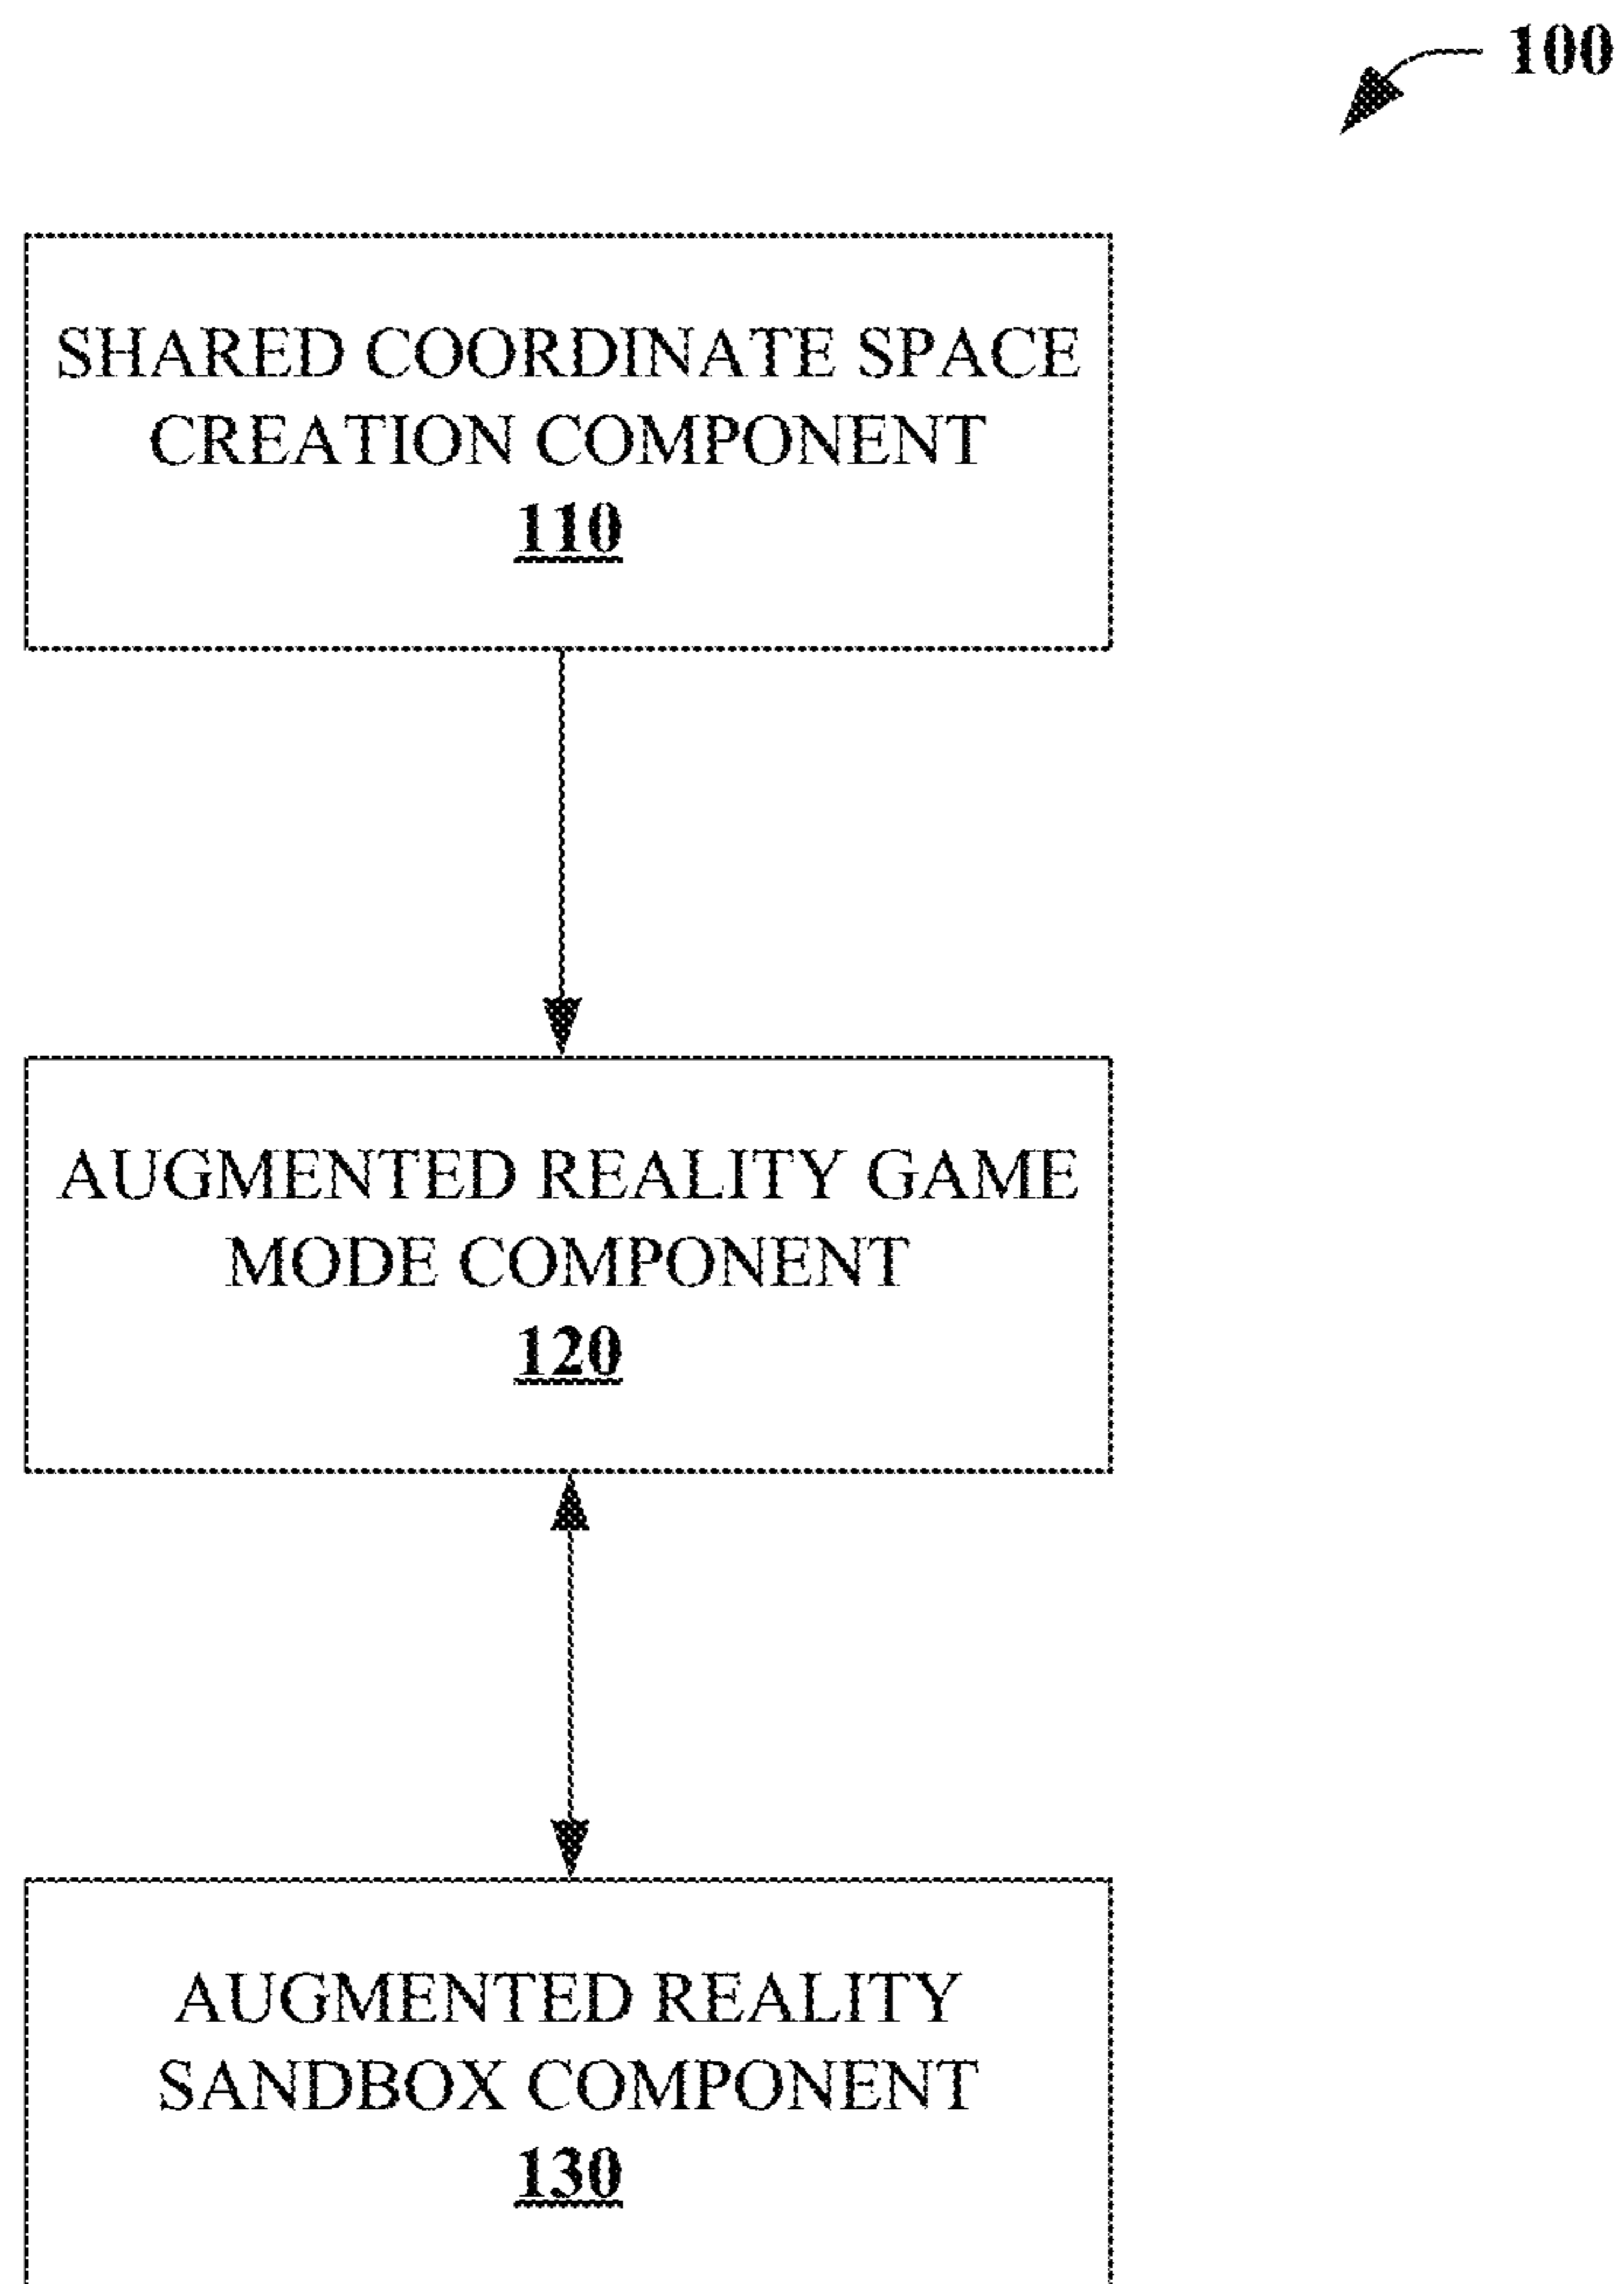 100
SHARED COORDINATE SPACE
CREATION COMPONENT
110
AUGMENTED REALITY GAME
MODE COMPONENT
120
AUGMENTED REALITY
SANDBOX COMPONENT
130